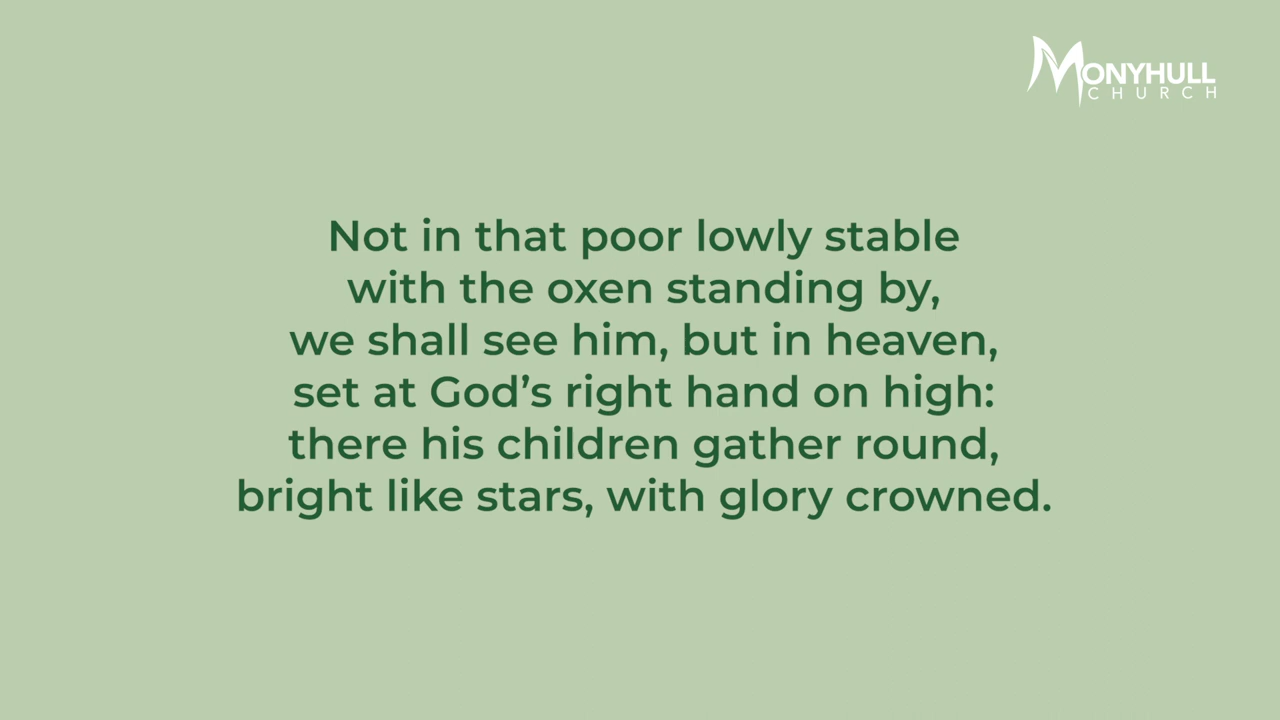 MONYHULL
CHURCH
Not in that poor lowly stable
with the oxen standing by,
we shall see him, but in heaven,
set at God’s right hand on high:
there his children gather round,
bright like stars, with glory crowned.